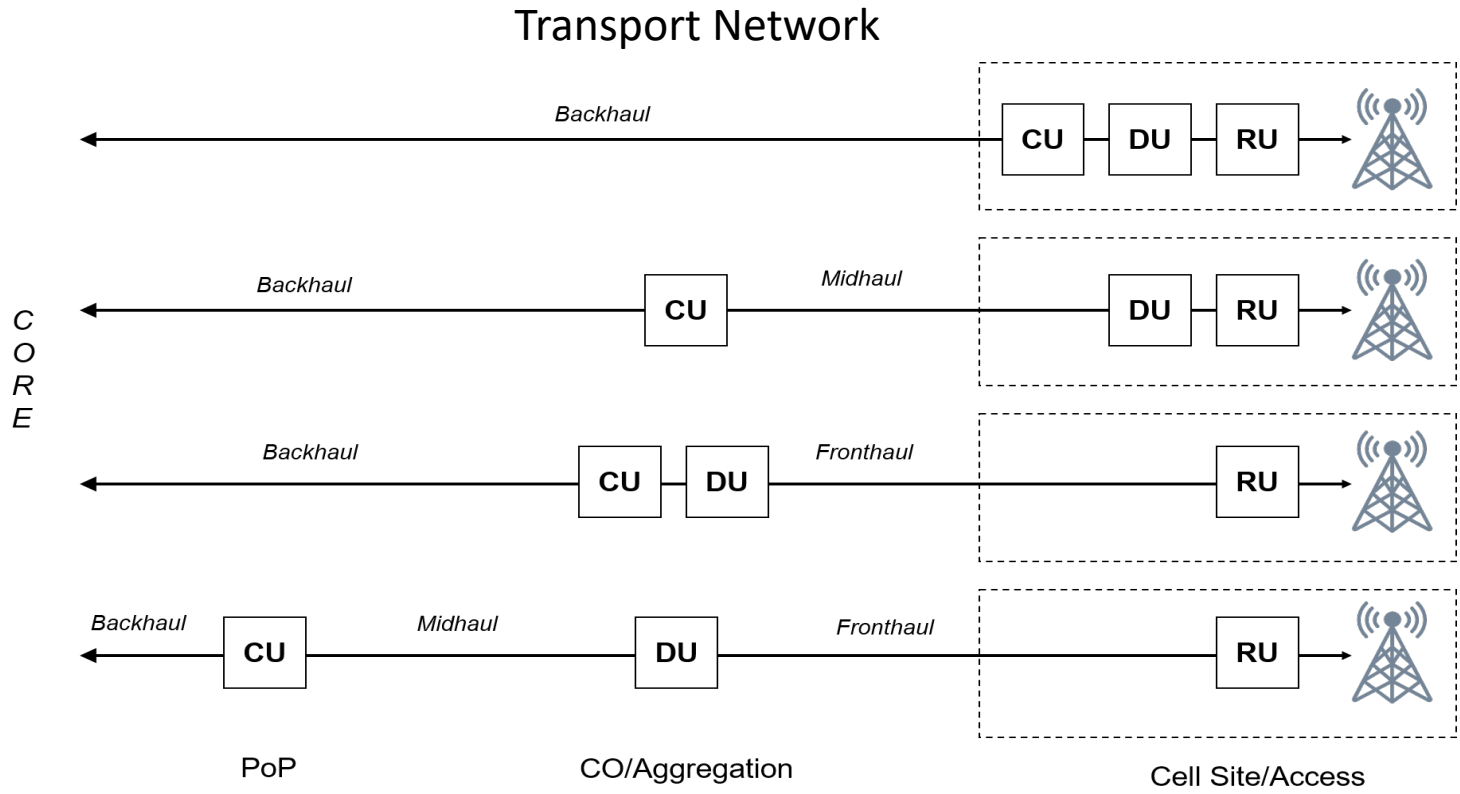 Transport Network
Backhaul
CU DU RU
Backhaul CU Midhaul DU RU
C
O
R
E
Backhaul CU DU Fronthaul RU
Backhaul CU Midhaul DU Fronthaul RU
PoP CO/Aggregation Cell Site/Access